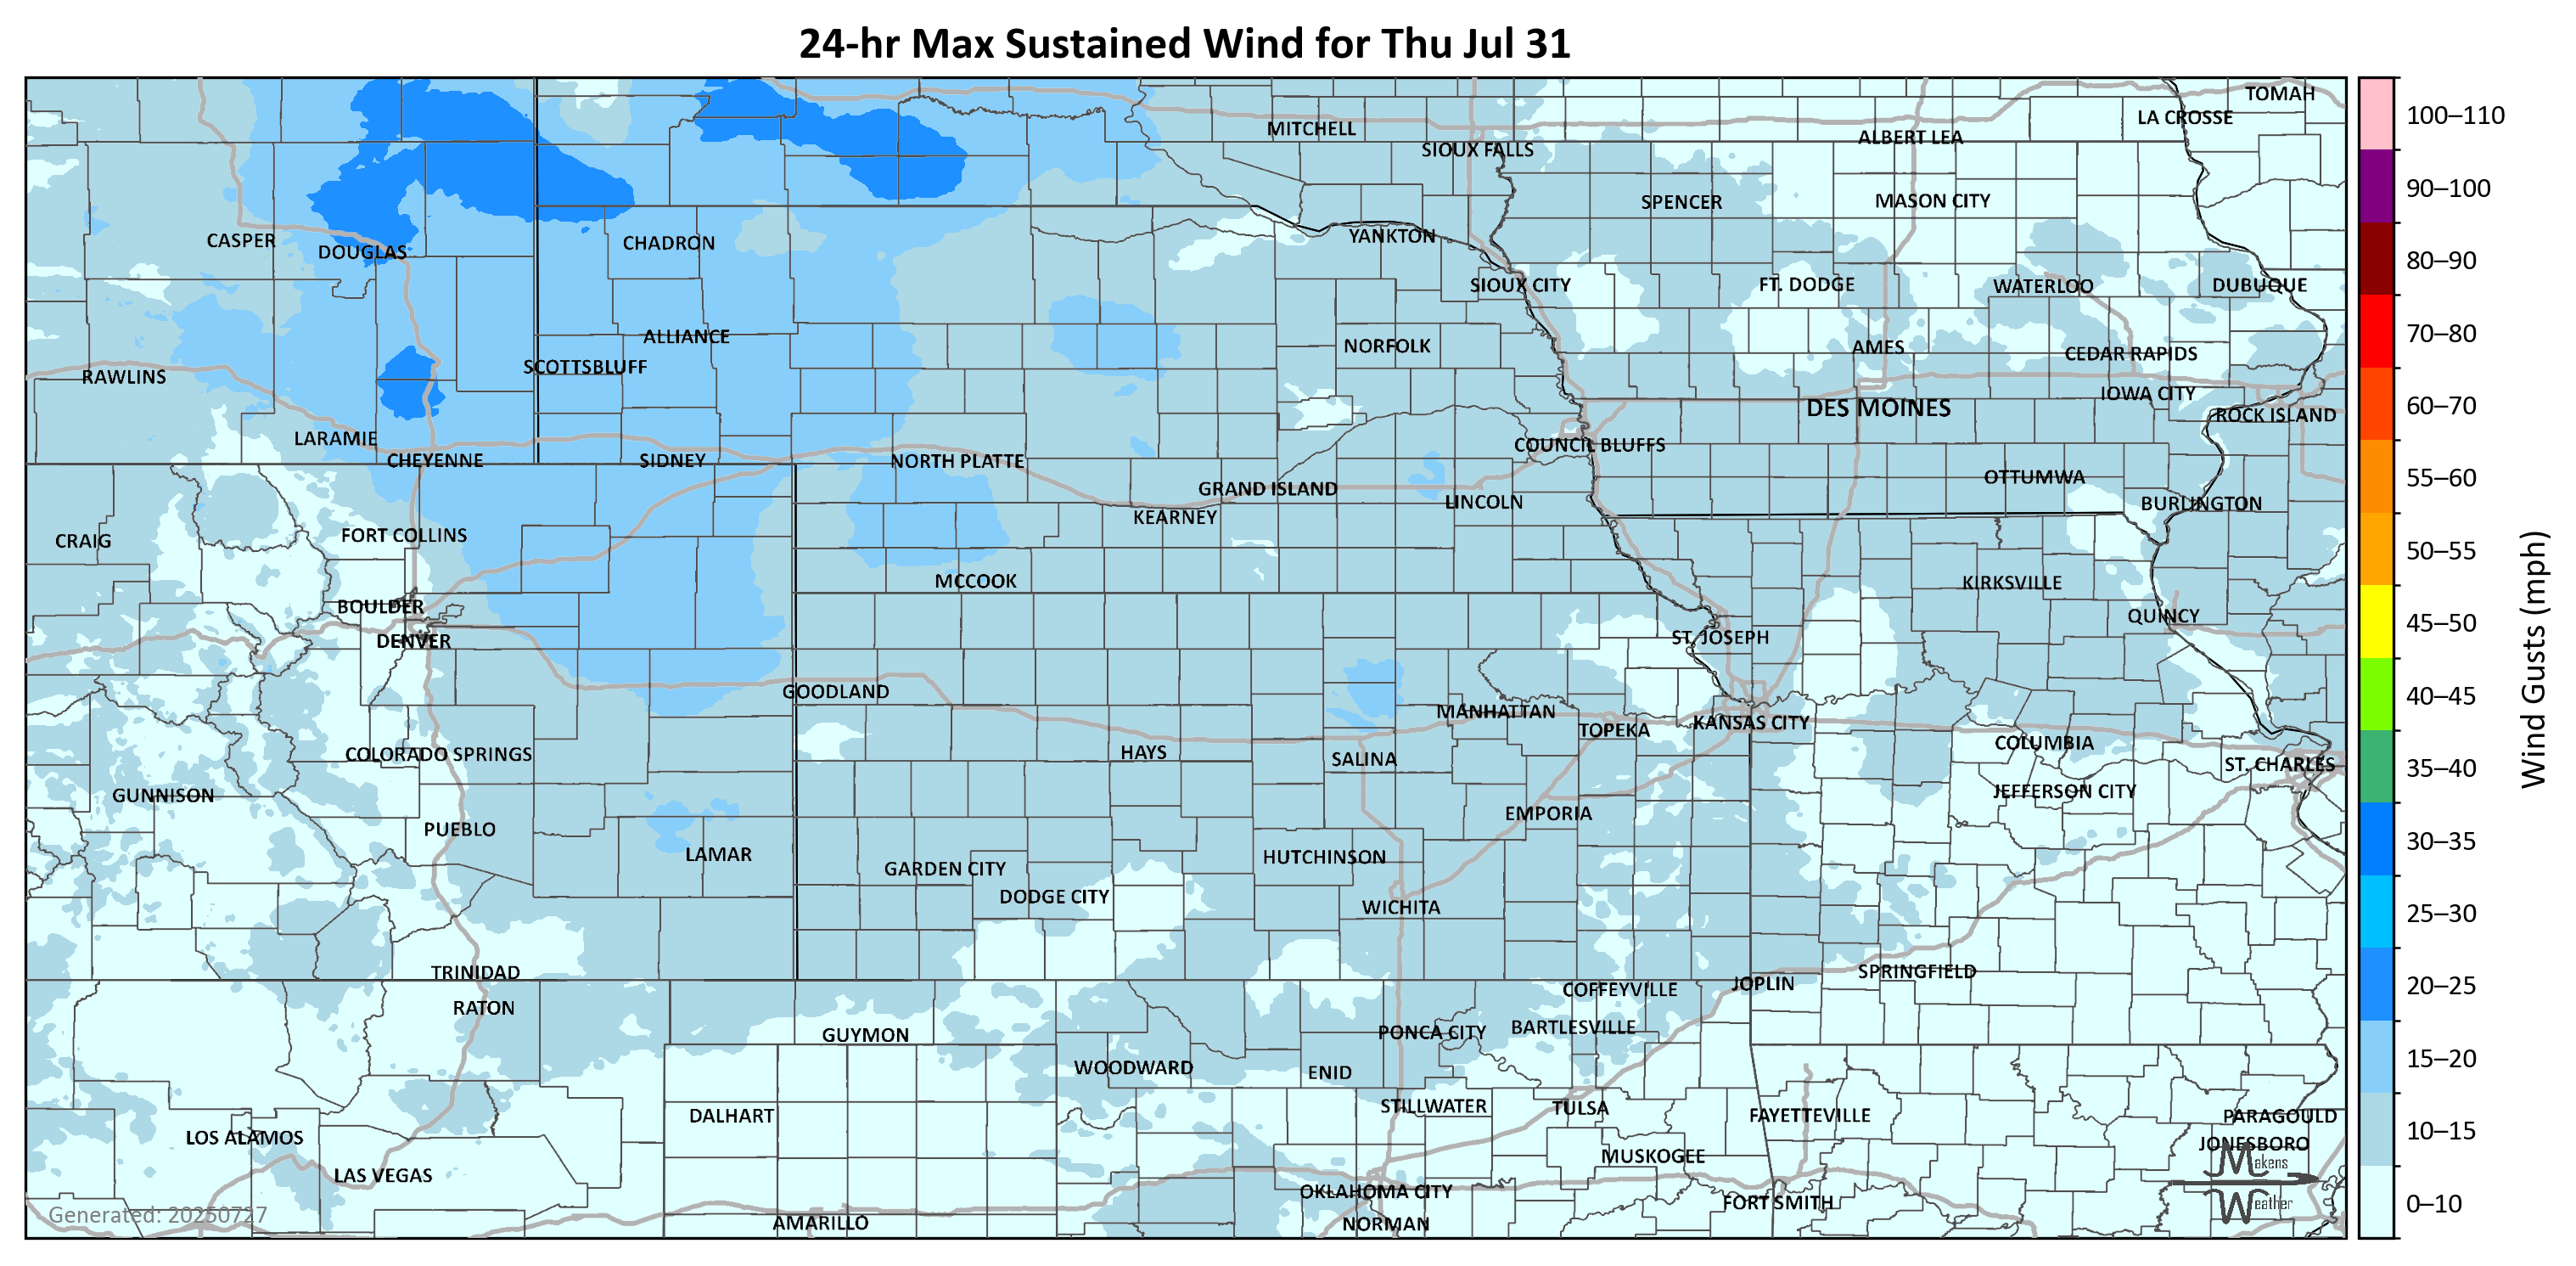 24-hr Max Sustained Wind for Thu Jul 31
TOMAH
LA CROSSE
MITCHELL
ALBERT LEA
SIOUX FALLS
SPENCER
MASON CITY
CASPER
DOUGLAS
CHADRON
YANKTON
SIOUX CITY
FT. DODGE
WATERLOO
DUBUQUE
ALLIANCE
NORFOLK
AMES
CEDAR RAPIDS
SCOTTSBLUFF
RAWLINS
IOWA CITY
DES MOINES
ROCK ISLAND
LARAMIE
COUNCIL BLUFFS
CHEYENNE
SIDNEY
NORTH PLATTE
OTTUMWA
GRAND ISLAND
LINCOLN
BURLINGTON
KEARNEY
CRAIG
FORT COLLINS
MCCOOK
KIRKSVILLE
BOULDER
QUINCY
DENVER
ST. JOSEPH
GOODLAND
MANHATTAN
TOPEKA
KANSAS CITY
COLORADO SPRINGS
HAYS
SALINA
COLUMBIA
ST. CHARLES
GUNNISON
JEFFERSON CITY
PUEBLO
EMPORIA
LAMAR
GARDEN CITY
HUTCHINSON
DODGE CITY
WICHITA
TRINIDAD
SPRINGFIELD
JOPLIN
COFFEYVILLE
RATON
GUYMON
PONCA CITY
BARTLESVILLE
WOODWARD
ENID
DALHART
STILLWATER
TULSA
FAYETTEVILLE
PARAGOULD
LOS ALAMOS
JONESBORO
LAS VEGAS
MUSKOGEE
OKLAHOMA CITY
FORT SMITH
AMARILLO
NORMAN
Generated: 20250727
Makens
Weather
100–110
90–100
80–90
70–80
60–70
55–60
50–55
45–50
40–45
35–40
30–35
25–30
20–25
15–20
10–15
0–10
Wind Gusts (mph)